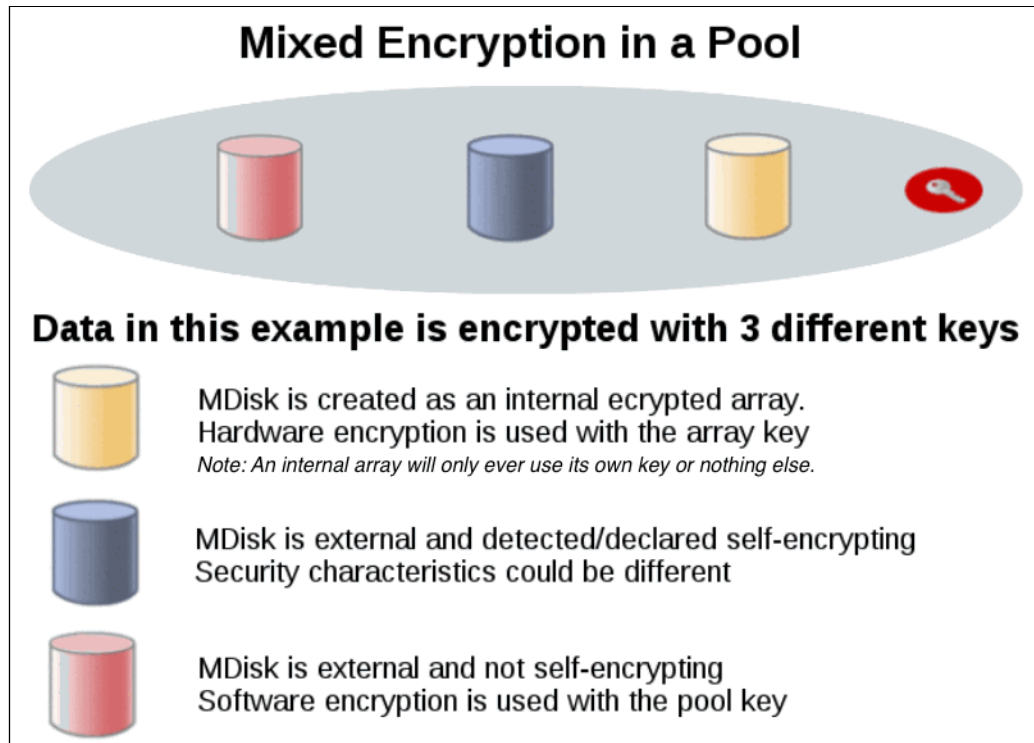 Mixed Encryption in a Pool
Data in this example is encrypted with 3 different keys
MDisk is created as an internal ecrypted array.
Hardware encryption is used with the array key
Note: An internal array will only ever use its own key or nothing else.
MDisk is external and detected/declared self-encrypting
Security characteristics could be different
MDisk is external and not self-encrypting
Software encryption is used with the pool key